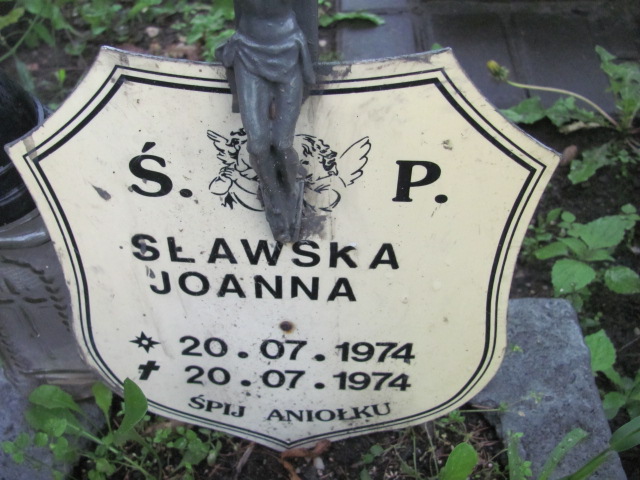 Ś. P.
SŁAWSKA
JOANNA
20.07.1974
✝ 20.07.1974
ŚPIJ ANIOŁKU